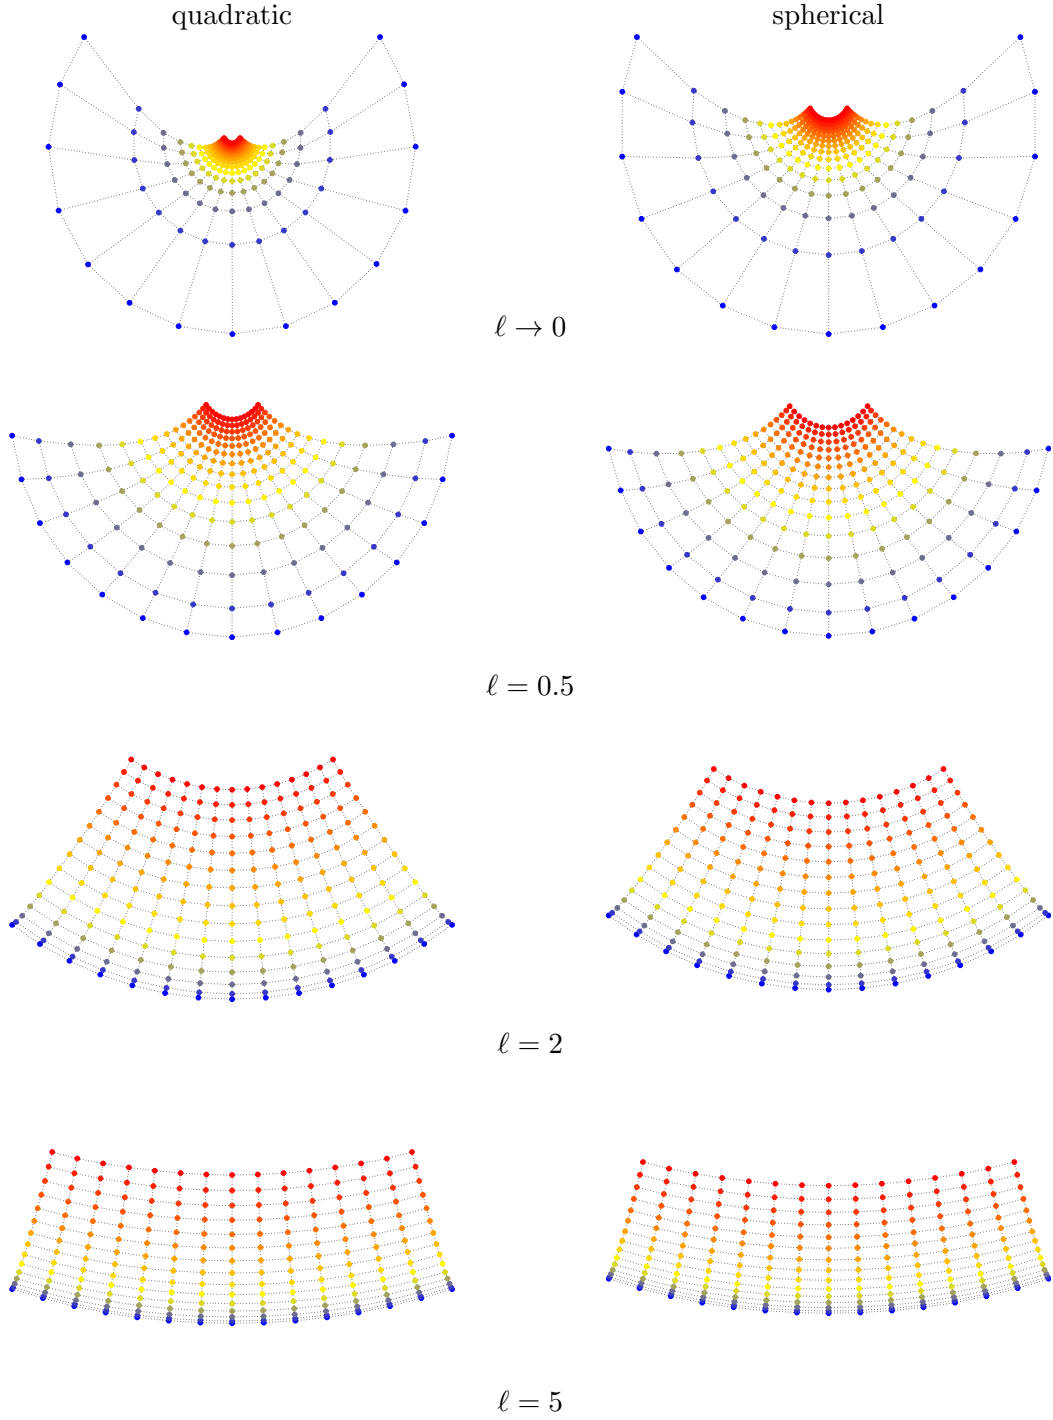 quadratic spherical
ℓ → 0
ℓ = 0.5
ℓ = 2
ℓ = 5